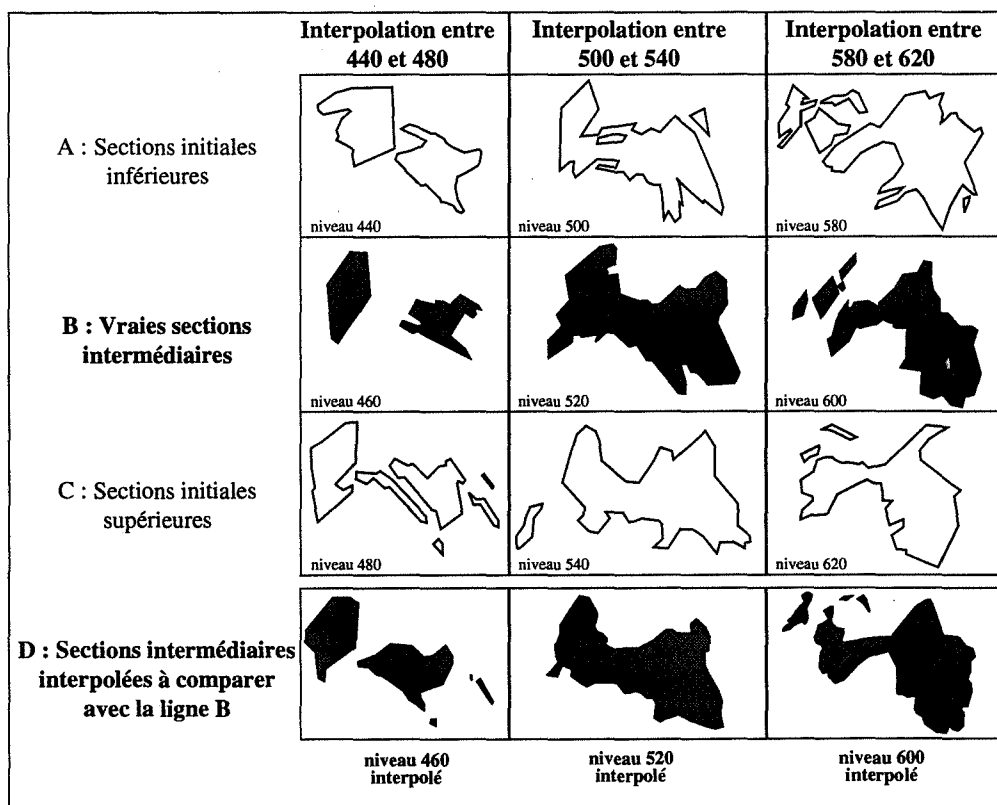 Interpolation entre
440 et 480
Interpolation entre
500 et 540
Interpolation entre
580 et 620
A : Sections initiales
inférieures
niveau 440
niveau 500
niveau 580
B : Vraies sections
intermédiaires
niveau 460
niveau 520
niveau 600
C : Sections initiales
supérieures
niveau 480
niveau 540
niveau 620
D : Sections intermédiaires
interpolées à comparer
avec la ligne B
niveau 460
interpolé
niveau 520
interpolé
niveau 600
interpolé